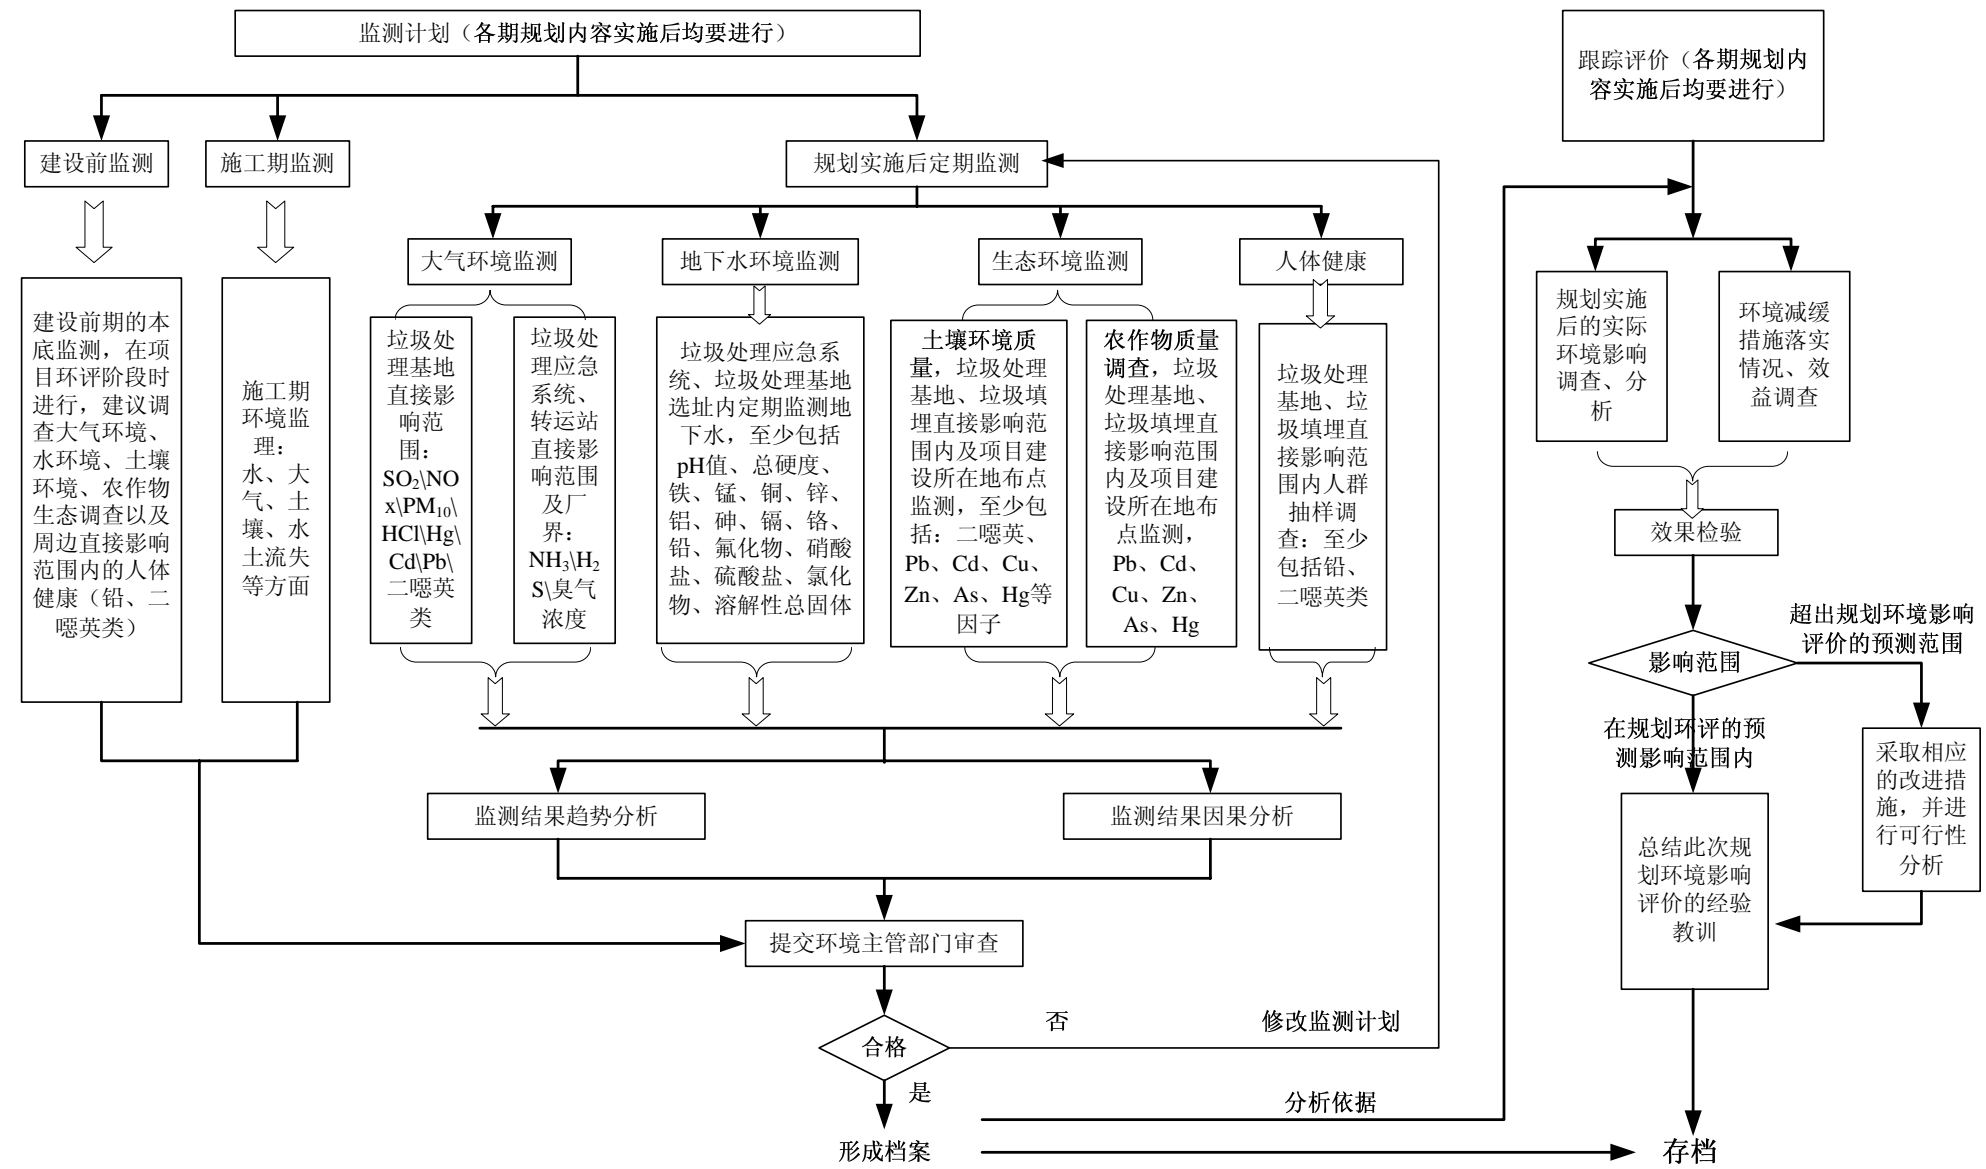 监测计划（各期规划内容实施后均要进行）
跟踪评价（各期规划内
容实施后均要进行）
建设前监测
施工期监测
规划实施后定期监测
大气环境监测
地下水环境监测
生态环境监测
人体健康
建设前期的本
底监测，在项
目环评阶段时
进行，建议调
查大气环境、
水环境、土壤
环境、农作物
生态调查以及
周边直接影响
范围内的人体
健康（铅、二
噁英类）
施工期
环境监
理：
水、大
气、土
壤、水
土流失
等方面
垃圾处
理基地
直接影
响范
围：
SO2\NO
x\PM10\
HCl\Hg\
Cd\Pb\
二噁英
类
垃圾处
理应急
系统、
转运站
直接影
响范围
及厂
界：
NH3\H2
S\臭气
浓度
垃圾处理应急系
统、垃圾处理基地
选址内定期监测地
下水，至少包括
pH值、总硬度、
铁、锰、铜、锌、
铝、砷、镉、铬、
铅、氟化物、硝酸
盐、硫酸盐、氯化
物、溶解性总固体
土壤环境质
量，垃圾处理
基地、垃圾填
埋直接影响范
围内及项目建
设所在地布点
监测，至少包
括：二噁英、
Pb、Cd、Cu、
Zn、As、Hg等
因子
农作物质量
调查，垃圾
处理基地、
垃圾填埋直
接影响范围
内及项目建
设所在地布
点监测，
Pb、Cd、
Cu、Zn、
As、Hg
垃圾处理
基地、垃
圾填埋直
接影响范
围内人群
抽样调
查：至少
包括铅、
二噁英类
规划实施
后的实际
环境影响
调查、分
析
环境减缓
措施落实
情况、效
益调查
效果检验
影响范围
超出规划环境影响
评价的预测范围
在规划环评的预
测影响范围内
采取相应
的改进措
施，并进
行可行性
分析
总结此次规
划环境影响
评价的经验
教训
监测结果趋势分析
监测结果因果分析
提交环境主管部门审查
合格
否
修改监测计划
是
分析依据
形成档案
存档